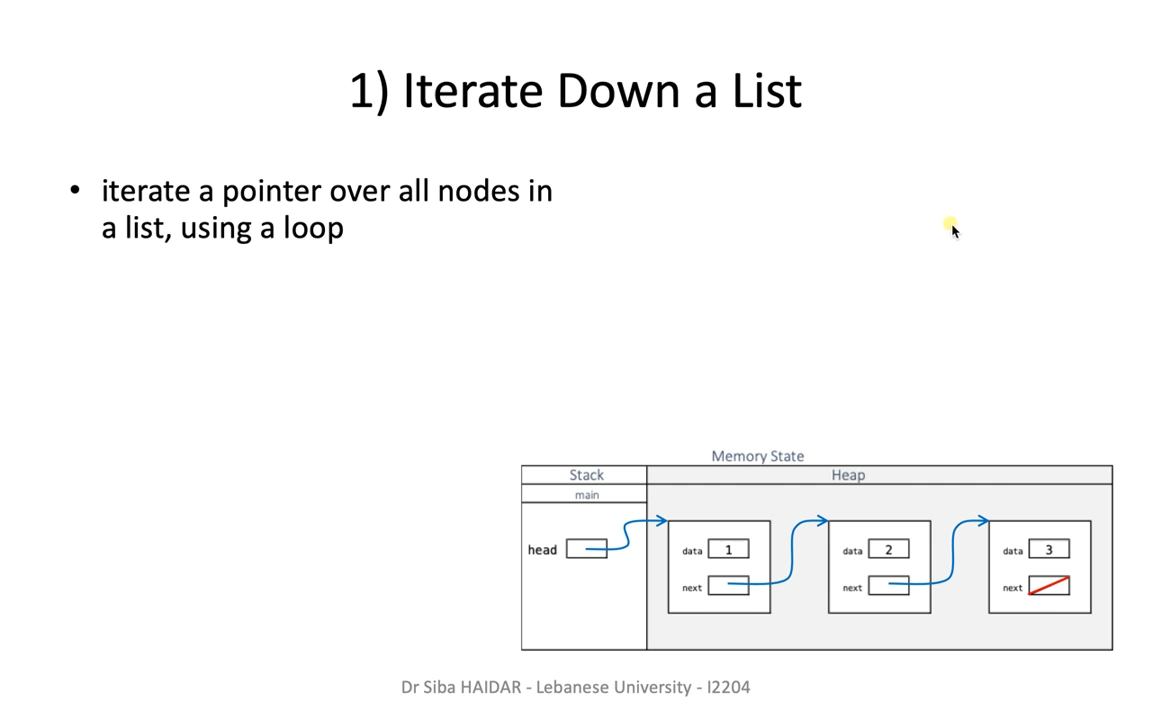 1) Iterate Down a List
• iterate a pointer over all nodes in
a list, using a loop
Memory State
Stack Heap
main
head
data 1 data 2 data 3
next next next
Dr Siba HAIDAR - Lebanese University - I2204